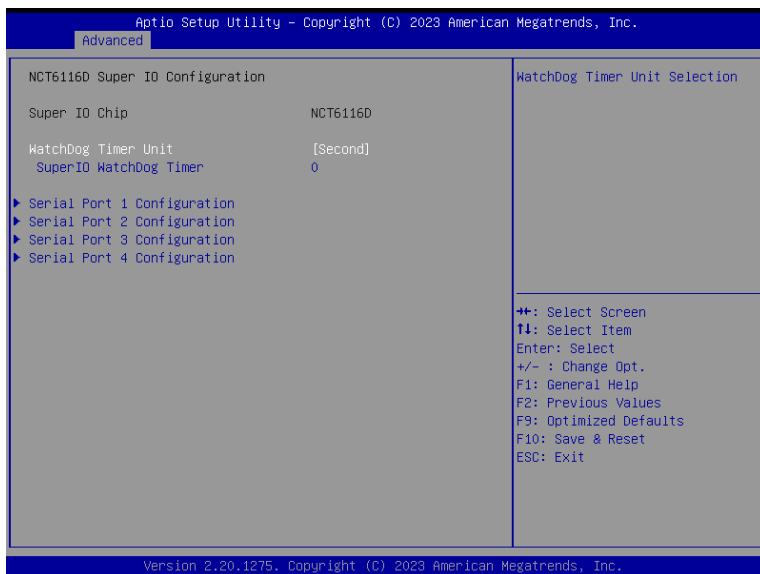 Aptio Setup Utility – Copyright (C) 2023 American Megatrends, Inc.
Advanced
NCT6116D Super IO Configuration
Super IO Chip NCT6116D
WatchDog Timer Unit [Second]
SuperIO WatchDog Timer 0
Serial Port 1 Configuration
Serial Port 2 Configuration
Serial Port 3 Configuration
Serial Port 4 Configuration
WatchDog Timer Unit Selection
→←: Select Screen
↑↓: Select Item
Enter: Select
+/- : Change Opt.
F1: General Help
F2: Previous Values
F9: Optimized Defaults
F10: Save & Reset
ESC: Exit
Version 2.20.1275. Copyright (C) 2023 American Megatrends, Inc.